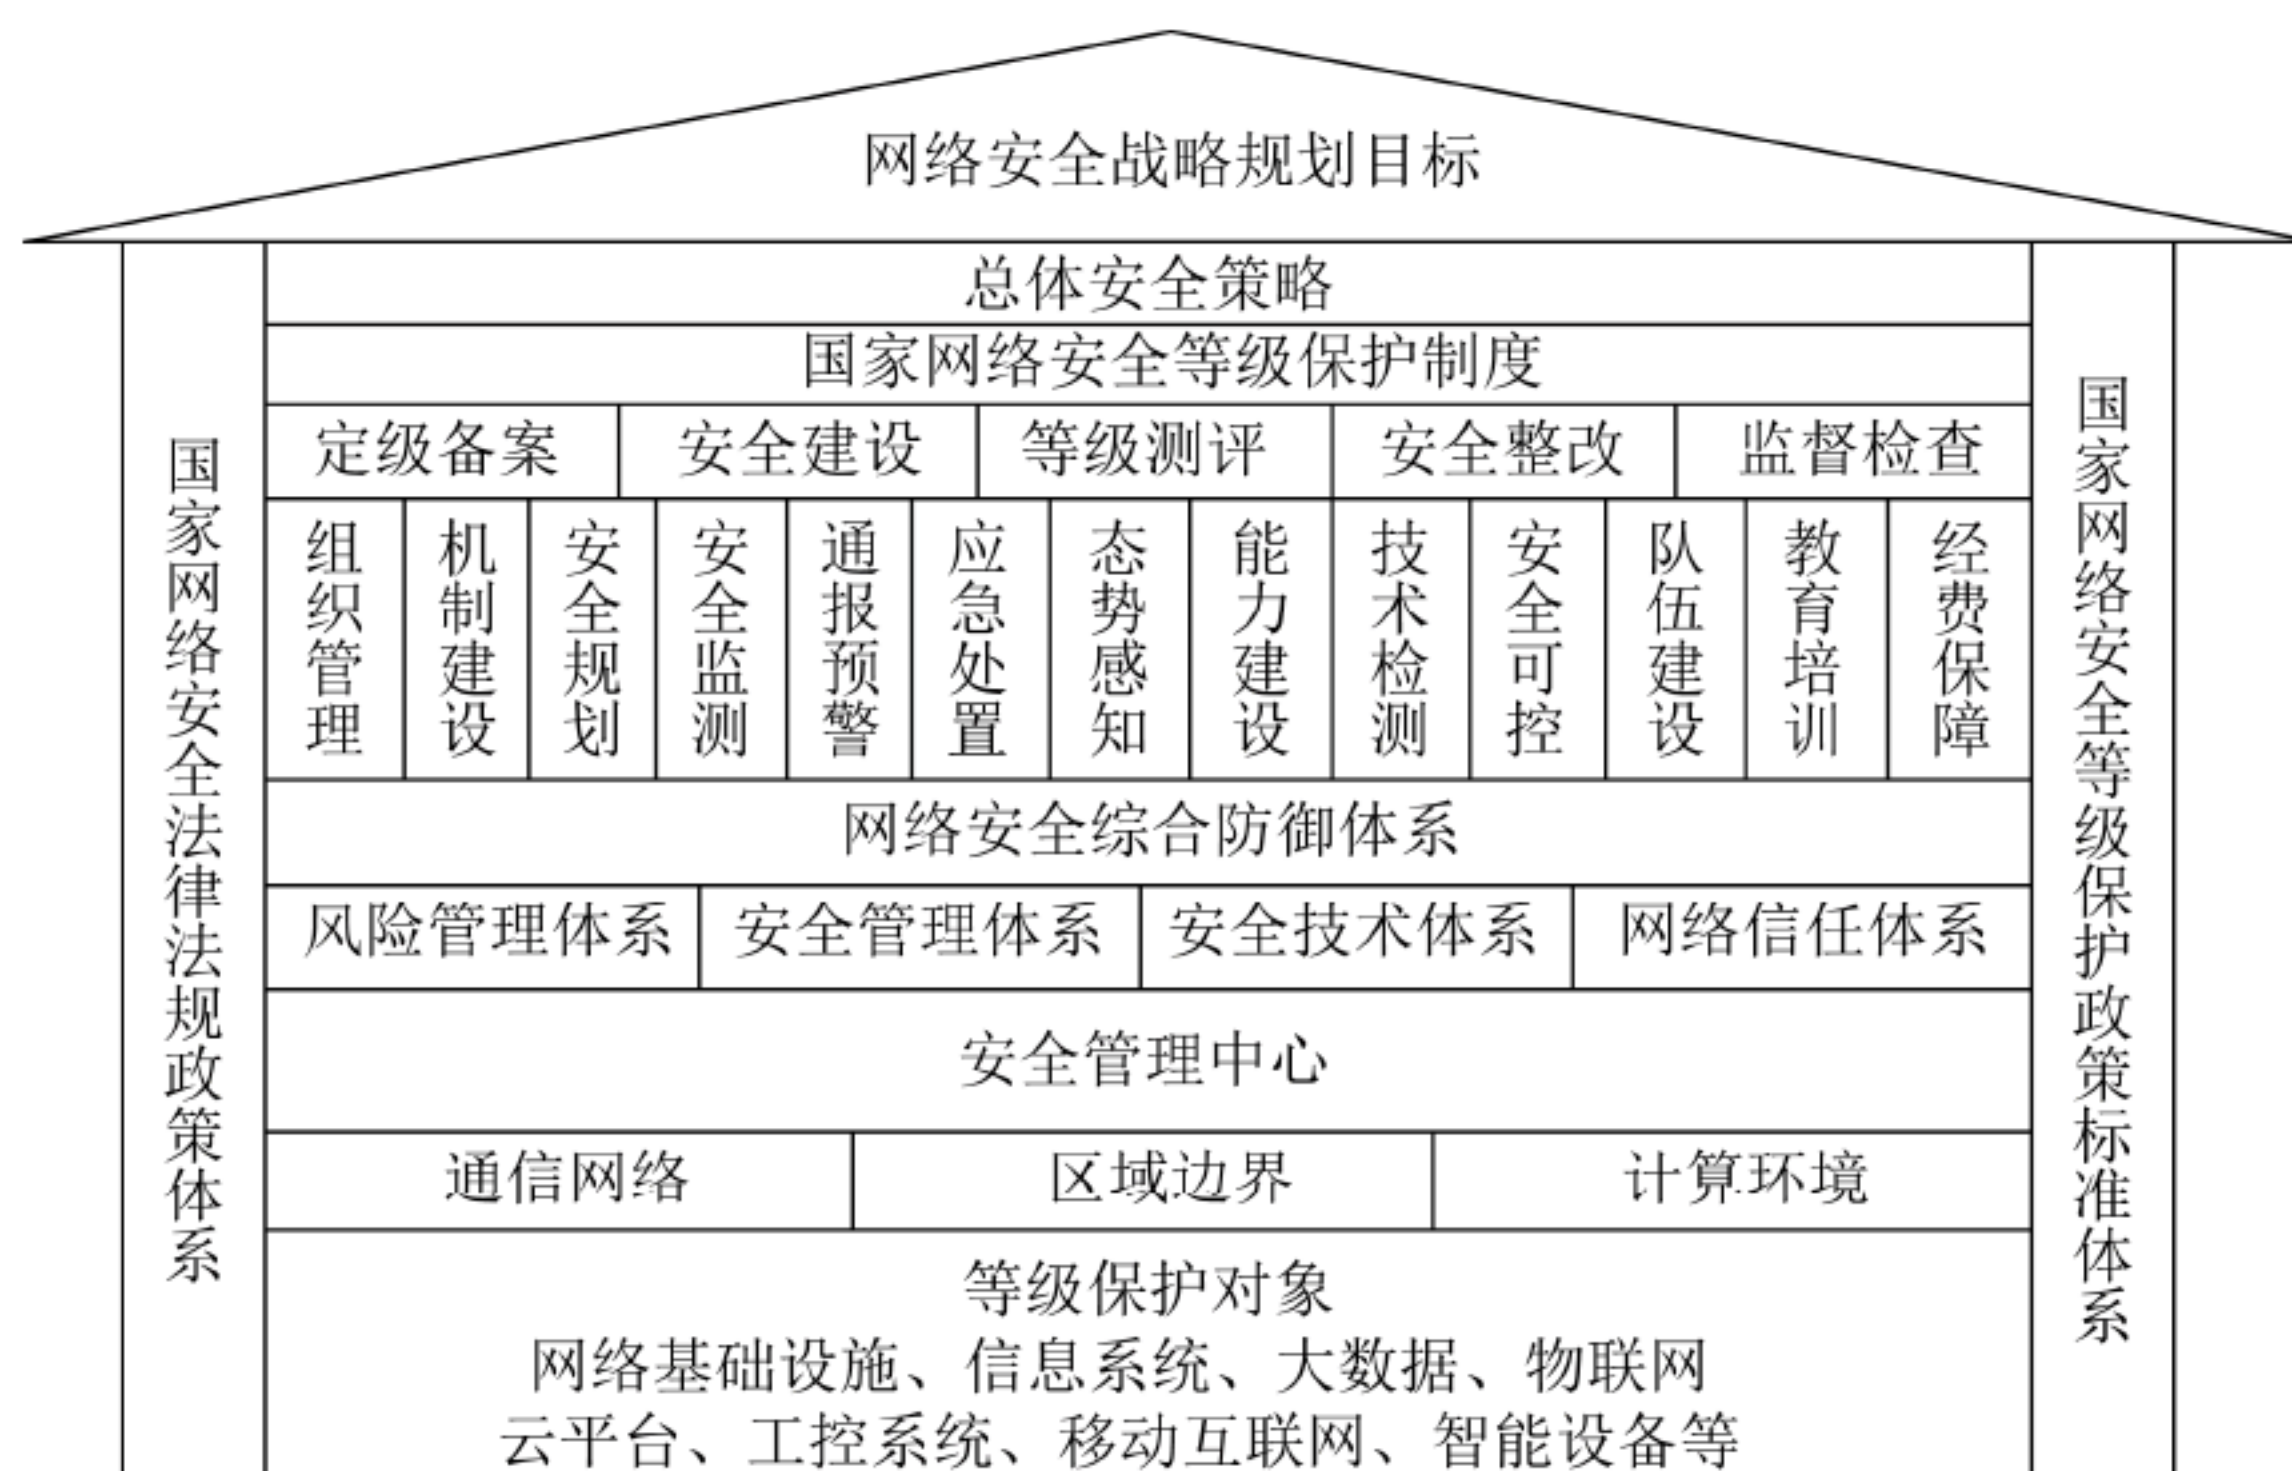 网络安全战略规划目标
总体安全策略
国家网络安全等级保护制度
定级备案 安全建设 等级测评 安全整改 监督检查
组织管理 机制建设 安全规划 安全监测 通报预警 应急处置 态势感知 能力建设 技术检测 安全可控 队伍建设 教育培训 经费保障
网络安全综合防御体系
风险管理体系 安全管理体系 安全技术体系 网络信任体系
安全管理中心
通信网络 区域边界 计算环境
等级保护对象
网络基础设施、信息系统、大数据、物联网
云平台、工控系统、移动互联网、智能设备等
国家网络安全法律法规政策体系
国家网络安全等级保护政策标准体系